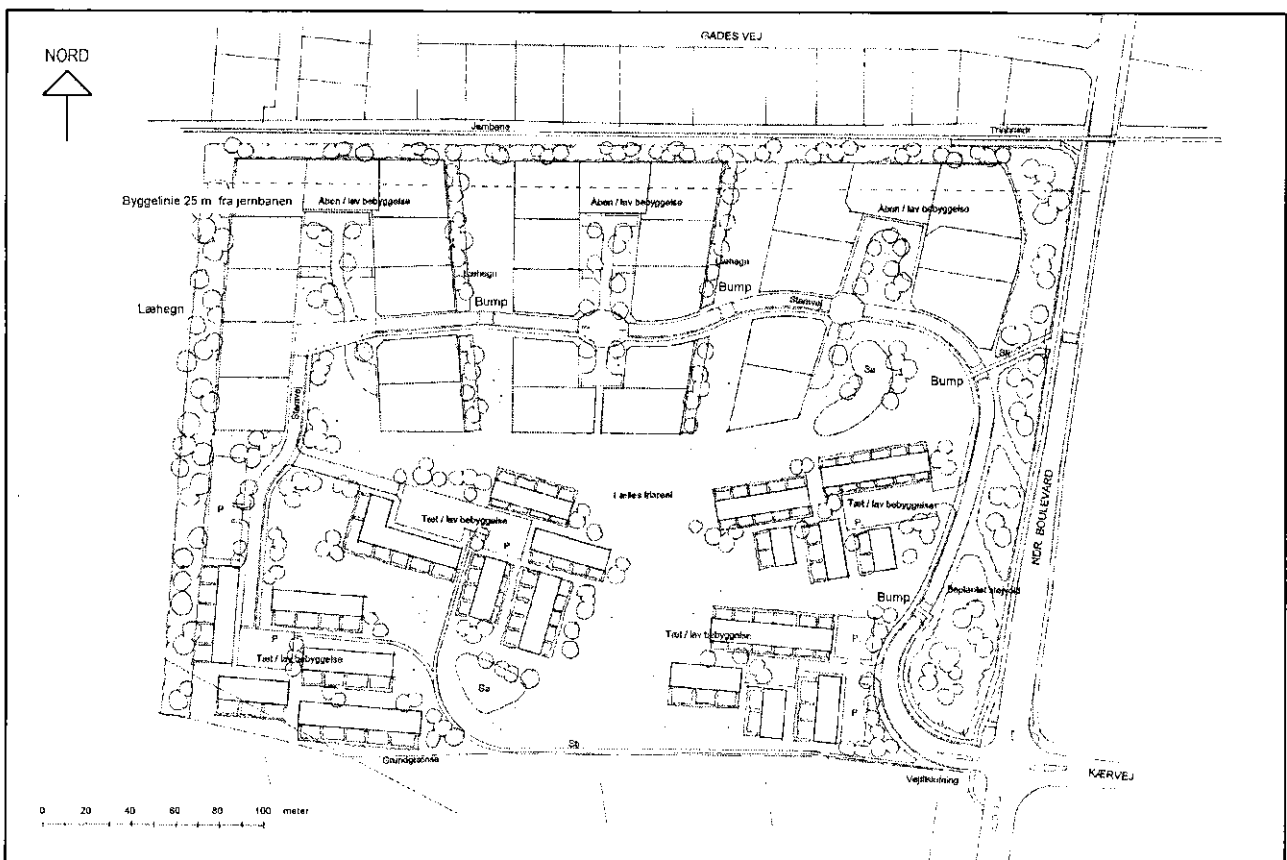 GADES VEJ
NORD
Jernbane
Byggelinie 25 m fra jernbanen
Åben / lav bebyggelse
Åben / lav bebyggelse
Åben / lav bebyggelse
Læhegn
Læhegn
Læhegn
Bump
Bump
Stamvej
Sti
Sø
Bump
Stamvej
Fælles friareal
P
Tæt / lav bebyggelse
P
Tæt / lav bebyggelser
P
NDR. BOULEVARD
Bump
Beplantet støjvold
P
Tæt / lav bebyggelse
Tæt / lav bebyggelse
P
Sø
P
Sti
Grundgrænse
Vejtilslutning
KÆRVEJ
0 20 40 60 80 100 meter